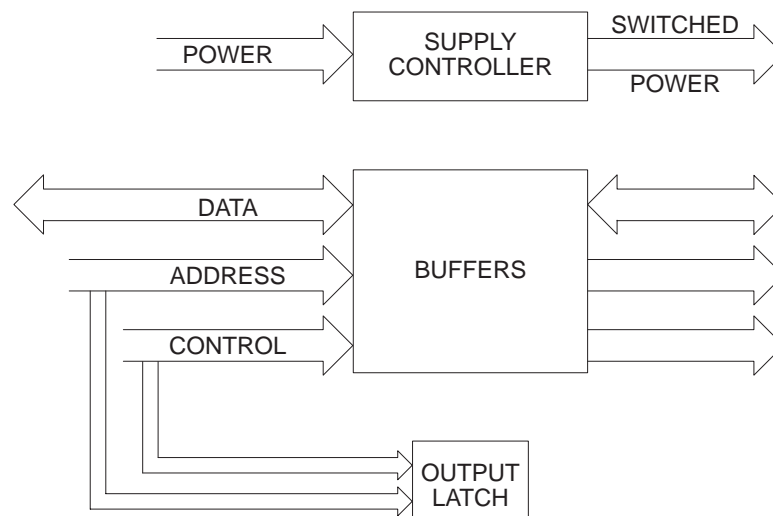 POWER
SUPPLY
CONTROLLER
SWITCHED
POWER
DATA
ADDRESS
CONTROL
BUFFERS
OUTPUT
LATCH